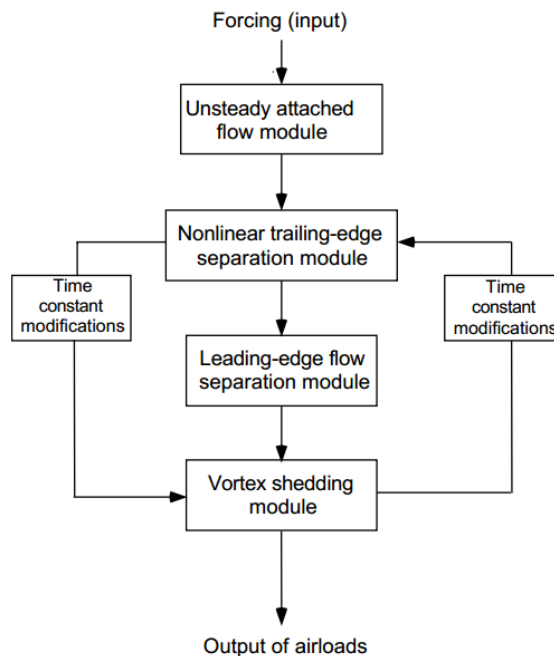 Forcing (input)
Unsteady attached
flow module
Nonlinear trailing-edge
separation module
Time
constant
modifications
Time
constant
modifications
Leading-edge flow
separation module
Vortex shedding
module
Output of airloads